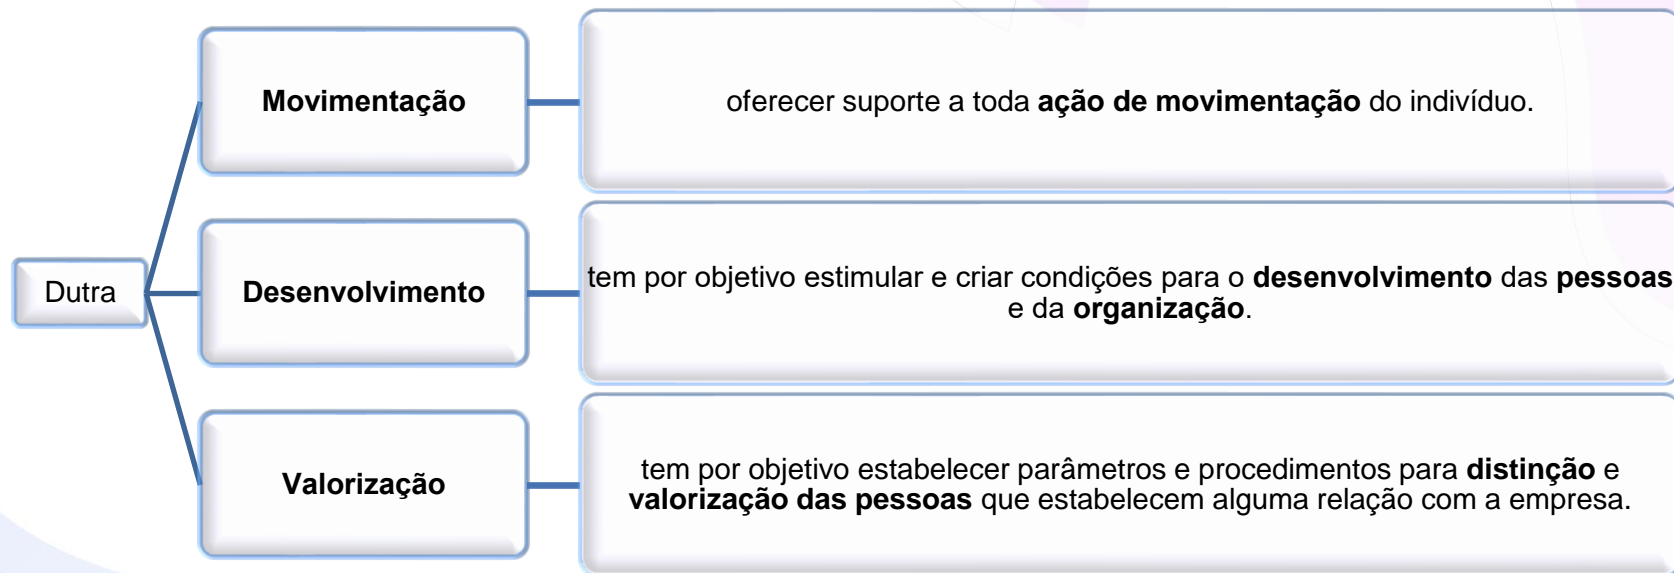 Dutra
Movimentação
oferecer suporte a toda ação de movimentação do indivíduo.
Desenvolvimento
tem por objetivo estimular e criar condições para o desenvolvimento das pessoas
e da organização.
Valorização
tem por objetivo estabelecer parâmetros e procedimentos para distinção e
valorização das pessoas que estabelecem alguma relação com a empresa.